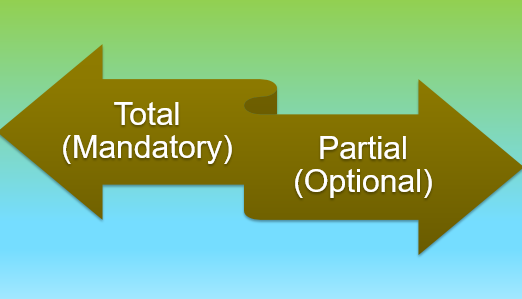 Total
(Mandatory)
Partial
(Optional)